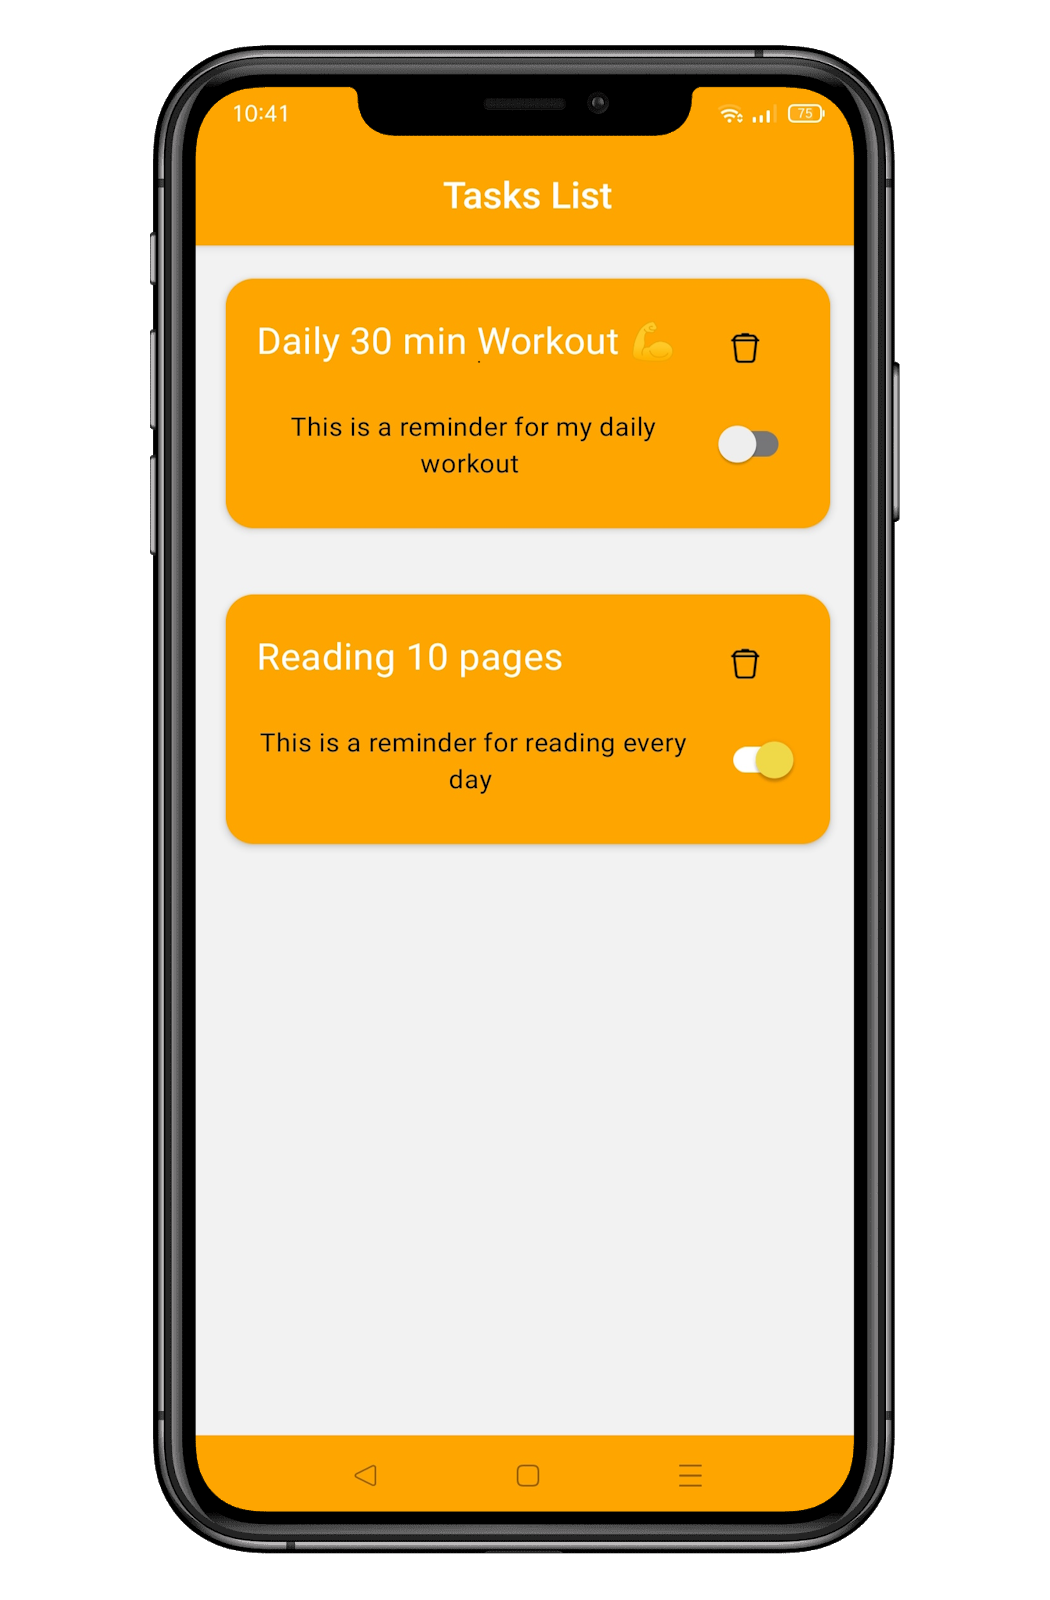 10:41
75
Tasks List
Daily 30 min Workout 💪
This is a reminder for my daily
workout
Reading 10 pages
This is a reminder for reading every
day